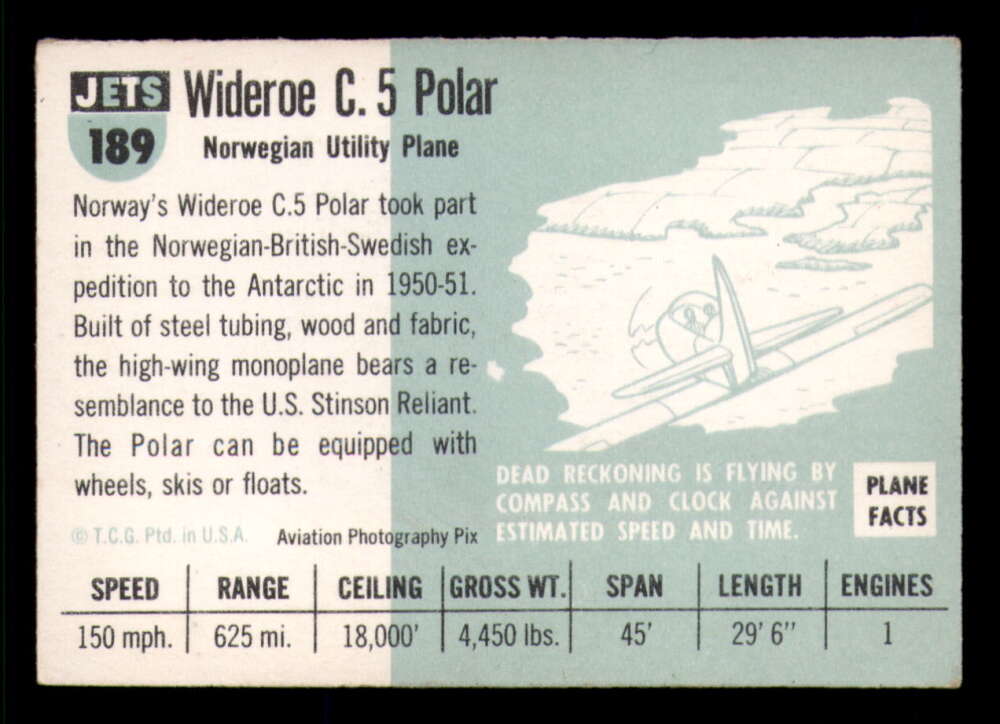 JETS Wideroe C.5 Polar
189 Norwegian Utility Plane
Norway's Wideroe C.5 Polar took part
in the Norwegian-British-Swedish ex-
pedition to the Antarctic in 1950-51.
Built of steel tubing, wood and fabric,
the high-wing monoplane bears a re-
semblance to the U.S. Stinson Reliant.
The Polar can be equipped with
wheels, skis or floats.
© T.C.G. Ptd. in U.S.A. Aviation Photography Pix
DEAD RECKONING IS FLYING BY
COMPASS AND CLOCK AGAINST
ESTIMATED SPEED AND TIME.
PLANE
FACTS
SPEED RANGE CEILING GROSS WT. SPAN LENGTH ENGINES
150 mph. 625 mi. 18,000' 4,450 lbs. 45' 29' 6" 1